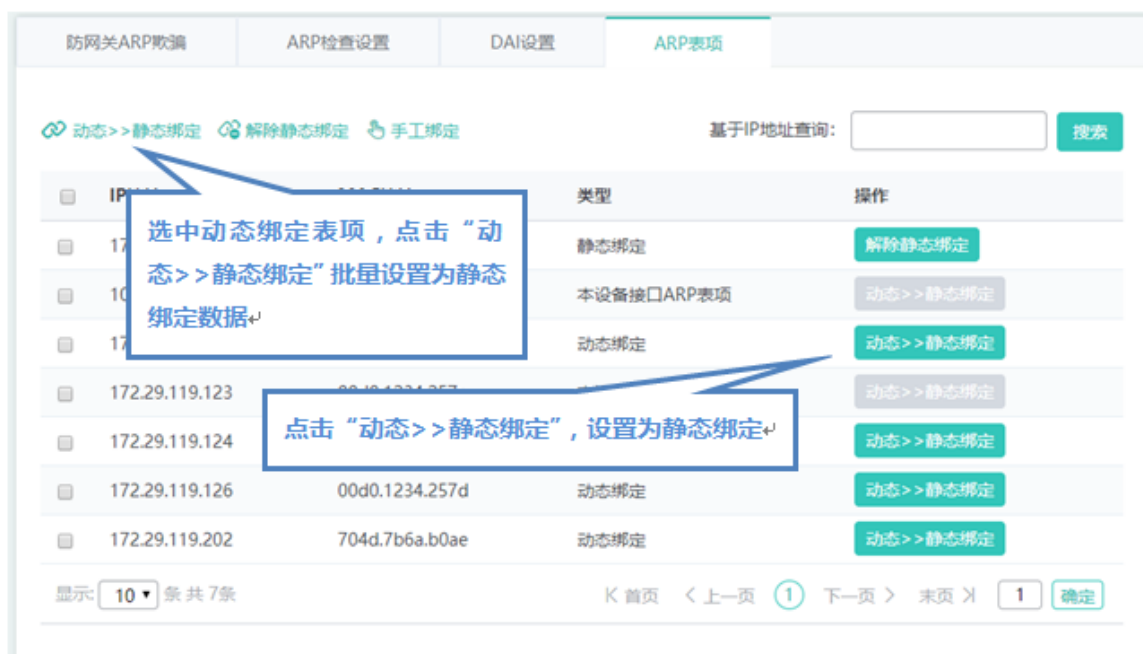 防网关ARP欺骗 ARP检查设置 DAI设置 ARP表项
动态>>静态绑定 解除静态绑定 手工绑定 基于IP地址查询: 搜索
类型 操作
选中动态绑定表项，点击“动
态>>静态绑定”批量设置为静态
绑定数据↵
静态绑定 解除静态绑定
本设备接口ARP表项 动态>>静态绑定
动态绑定 动态>>静态绑定
172.29.119.123 动态>>静态绑定
点击“动态>>静态绑定”，设置为静态绑定↵
172.29.119.124 动态>>静态绑定
172.29.119.126 00d0.1234.257d 动态绑定 动态>>静态绑定
172.29.119.202 704d.7b6a.b0ae 动态绑定 动态>>静态绑定
显示: 10 条 共 7条 首页 上一页 1 下一页 末页 1 确定